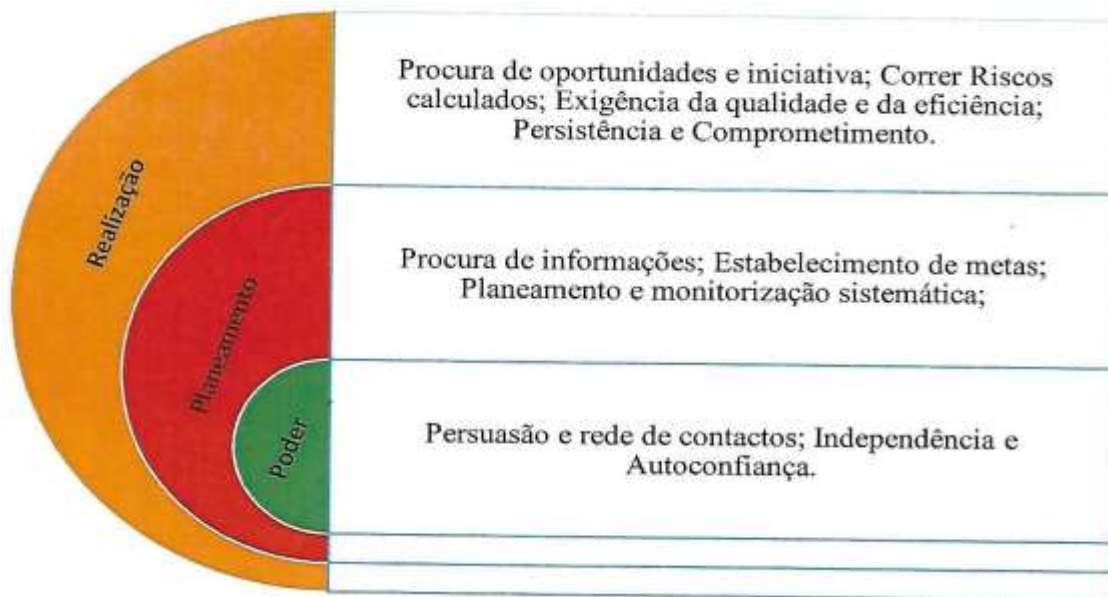 Realização
Procura de oportunidades e iniciativa; Correr Riscos
calculados; Exigência da qualidade e da eficiência;
Persistência e Comprometimento.
Planeamento
Procura de informações; Estabelecimento de metas;
Planeamento e monitorização sistemática;
Poder
Persuasão e rede de contactos; Independência e
Autoconfiança.